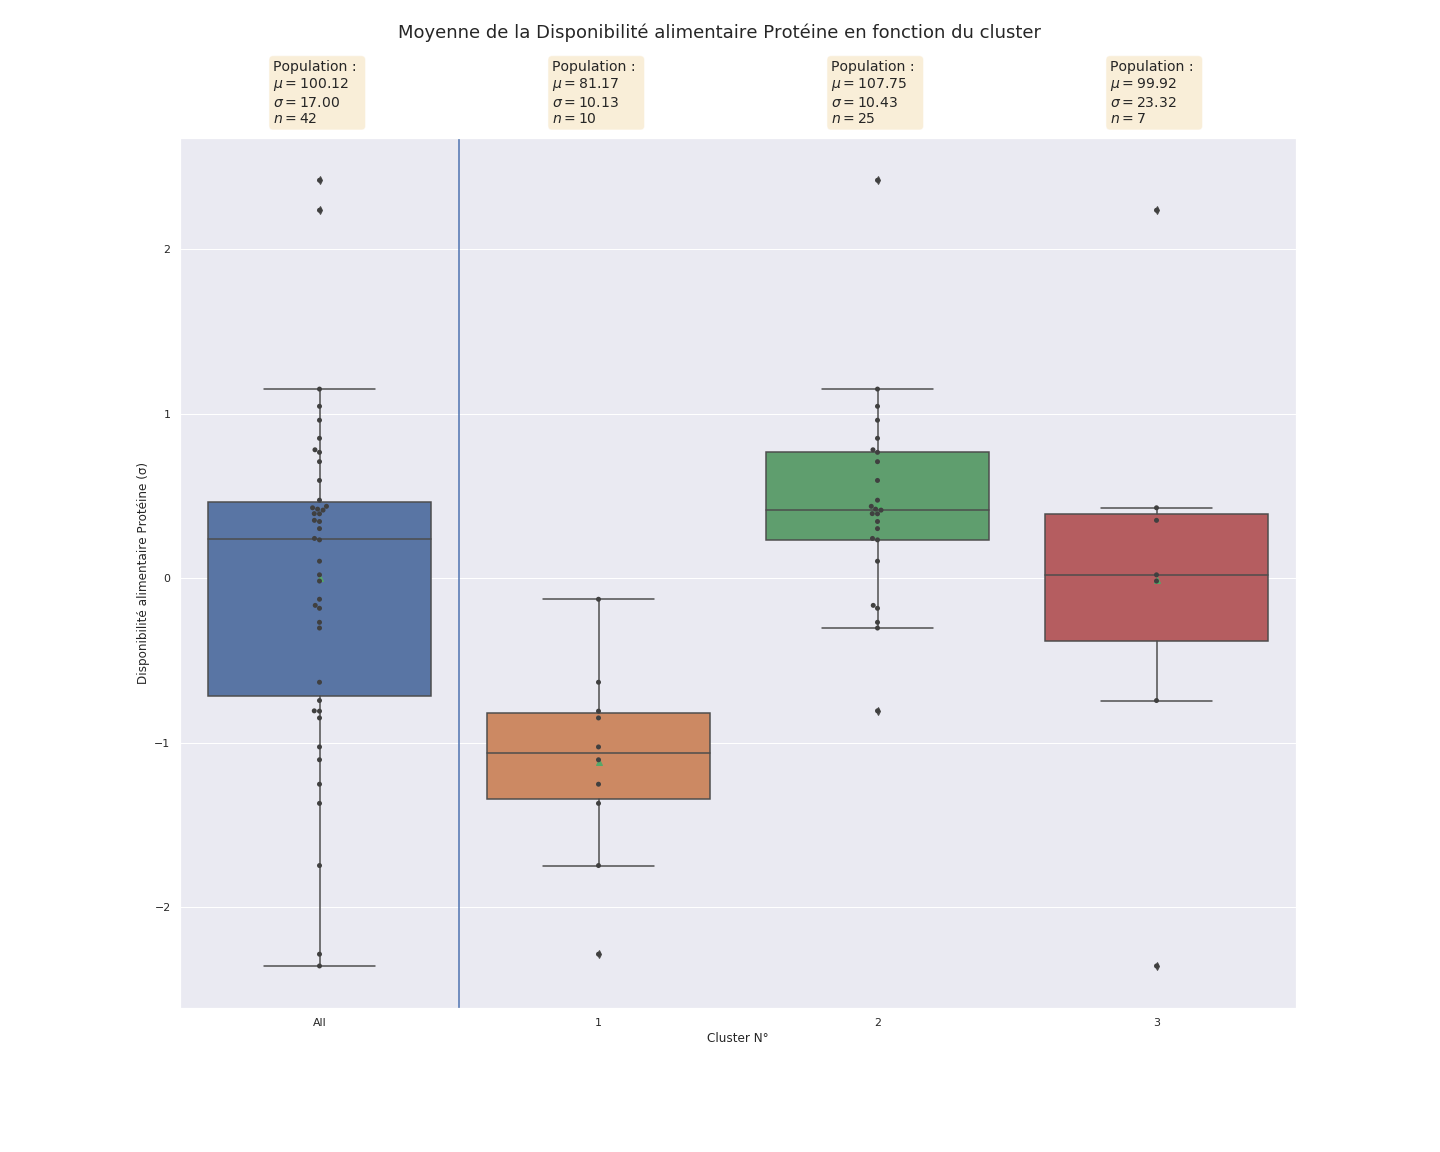 Moyenne de la Disponibilité alimentaire Protéine en fonction du cluster
Population :
μ = 100.12
σ = 17.00
n = 42
Population :
μ = 81.17
σ = 10.13
n = 10
Population :
μ = 107.75
σ = 10.43
n = 25
Population :
μ = 99.92
σ = 23.32
n = 7
Disponibilité alimentaire Protéine (σ)
2
1
0
−1
−2
All
1
2
3
Cluster N°